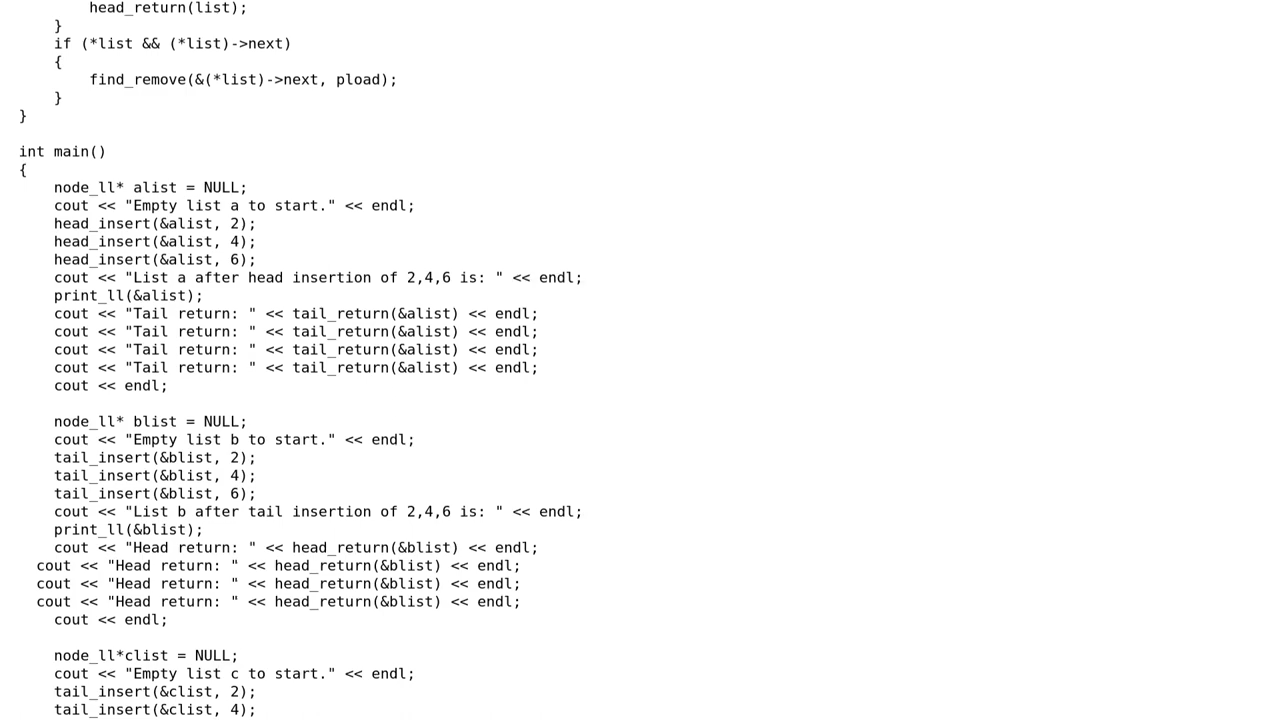 head_return(list);
    }
    if (*list && (*list)->next)
    {
        find_remove(&(*list)->next, pload);
    }
}

int main()
{
    node_ll* alist = NULL;
    cout << "Empty list a to start." << endl;
    head_insert(&alist, 2);
    head_insert(&alist, 4);
    head_insert(&alist, 6);
    cout << "List a after head insertion of 2,4,6 is: " << endl;
    print_ll(&alist);
    cout << "Tail return: " << tail_return(&alist) << endl;
    cout << "Tail return: " << tail_return(&alist) << endl;
    cout << "Tail return: " << tail_return(&alist) << endl;
    cout << "Tail return: " << tail_return(&alist) << endl;
    cout << endl;

    node_ll* blist = NULL;
    cout << "Empty list b to start." << endl;
    tail_insert(&blist, 2);
    tail_insert(&blist, 4);
    tail_insert(&blist, 6);
    cout << "List b after tail insertion of 2,4,6 is: " << endl;
    print_ll(&blist);
    cout << "Head return: " << head_return(&blist) << endl;
  cout << "Head return: " << head_return(&blist) << endl;
  cout << "Head return: " << head_return(&blist) << endl;
  cout << "Head return: " << head_return(&blist) << endl;
    cout << endl;

    node_ll*clist = NULL;
    cout << "Empty list c to start." << endl;
    tail_insert(&clist, 2);
    tail_insert(&clist, 4);